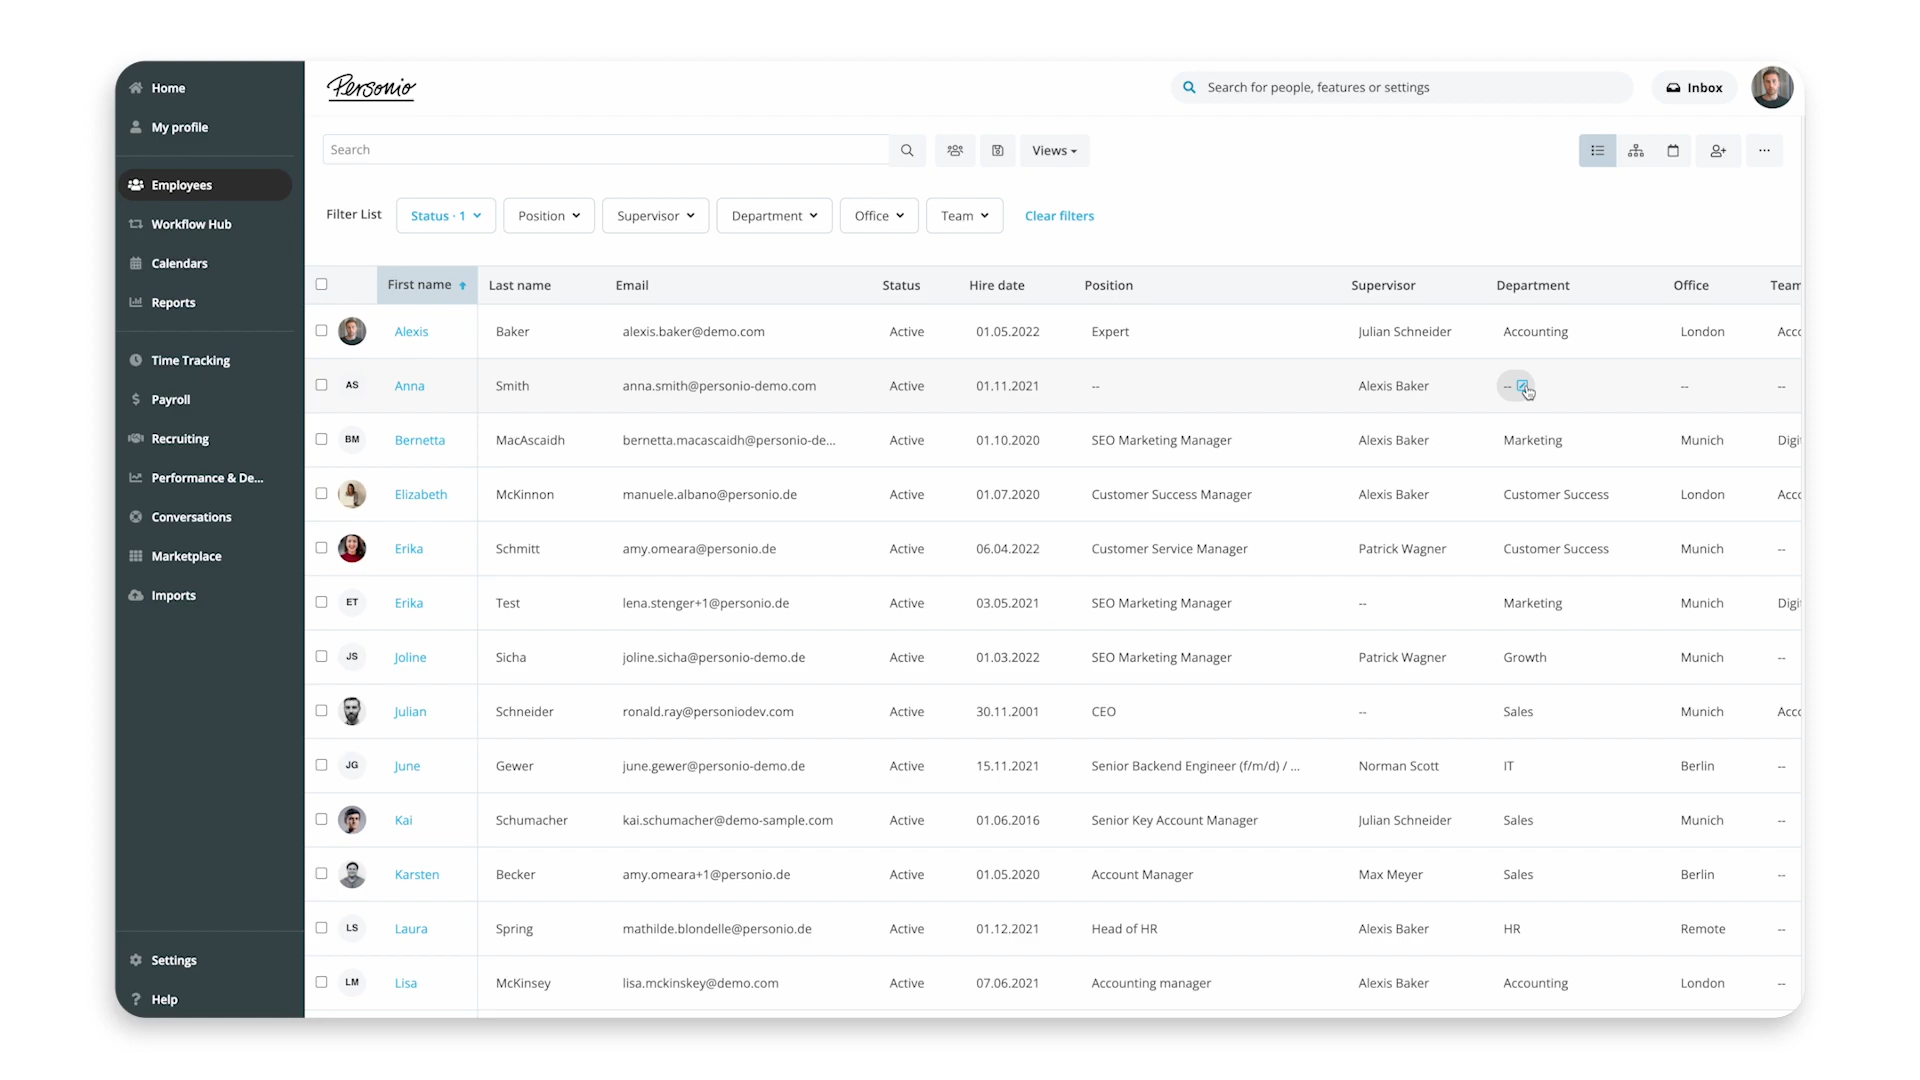 Home
My profile
Employees
Workflow Hub
Calendars
Reports
Time Tracking
Payroll
Recruiting
Performance & De...
Conversations
Marketplace
Imports
Settings
Help
Personio
Search for people, features or settings
Inbox
Search
Views
Filter List Status · 1 Position Supervisor Department Office Team Clear filters
First name Last name Email Status Hire date Position Supervisor Department Office Team
Alexis Baker alexis.baker@demo.com Active 01.05.2022 Expert Julian Schneider Accounting London Acco
AS Anna Smith anna.smith@personio-demo.com Active 01.11.2021 -- Alexis Baker -- -- --
BM Bernetta MacAscaidh bernetta.macascaidh@personio-de... Active 01.10.2020 SEO Marketing Manager Alexis Baker Marketing Munich Digi
Elizabeth McKinnon manuele.albano@personio.de Active 01.07.2020 Customer Success Manager Alexis Baker Customer Success London Acco
Erika Schmitt amy.omeara@personio.de Active 06.04.2022 Customer Service Manager Patrick Wagner Customer Success Munich --
ET Erika Test lena.stenger+1@personio.de Active 03.05.2021 SEO Marketing Manager -- Marketing Munich Digi
JS Joline Sicha joline.sicha@personio-demo.de Active 01.03.2022 SEO Marketing Manager Patrick Wagner Growth Munich --
Julian Schneider ronald.ray@personiodev.com Active 30.11.2001 CEO -- Sales Munich Acco
JG June Gewer june.gewer@personio-demo.de Active 15.11.2021 Senior Backend Engineer (f/m/d) / ... Norman Scott IT Berlin --
Kai Schumacher kai.schumacher@demo-sample.com Active 01.06.2016 Senior Key Account Manager Julian Schneider Sales Munich --
Karsten Becker amy.omeara+1@personio.de Active 01.05.2020 Account Manager Max Meyer Sales Berlin --
LS Laura Spring mathilde.blondelle@personio.de Active 01.12.2021 Head of HR Alexis Baker HR Remote --
LM Lisa McKinsey lisa.mckinskey@demo.com Active 07.06.2021 Accounting manager Alexis Baker Accounting London --